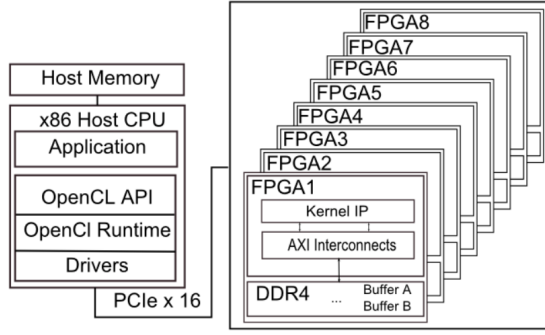 Host Memory
x86 Host CPU
Application
OpenCL API
OpenCl Runtime
Drivers
PCIe x 16
FPGA8
FPGA7
FPGA6
FPGA5
FPGA4
FPGA3
FPGA2
FPGA1
Kernel IP
AXI Interconnects
DDR4 ... Buffer A
Buffer B